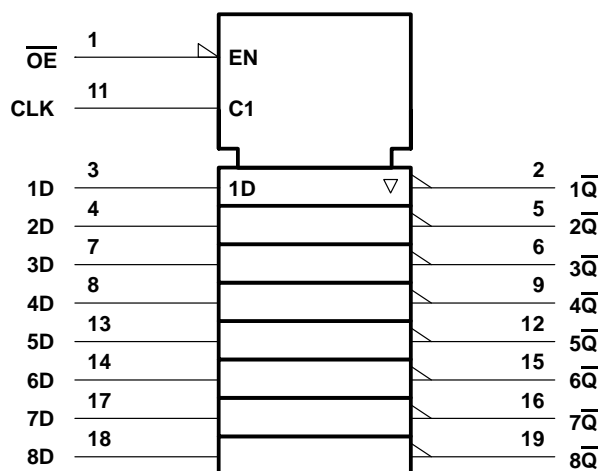 1
O̅E̅ EN
11
CLK C1
3 2
1D 1D ▽ 1Q̅
4 5
2D 2Q̅
7 6
3D 3Q̅
8 9
4D 4Q̅
13 12
5D 5Q̅
14 15
6D 6Q̅
17 16
7D 7Q̅
18 19
8D 8Q̅